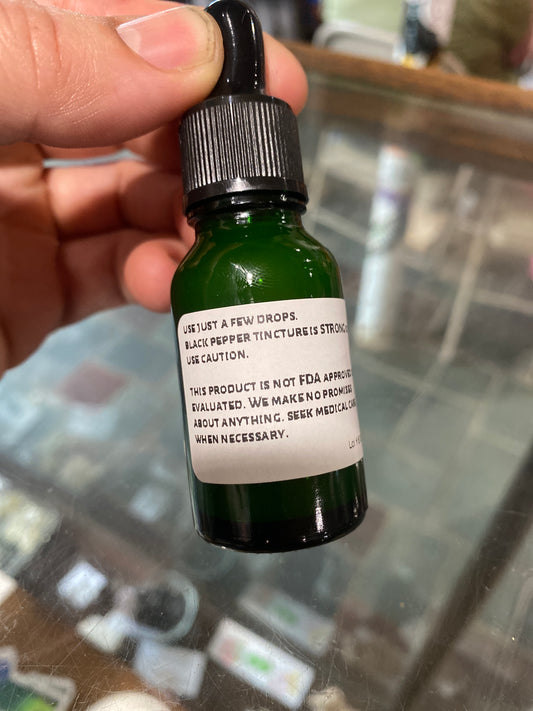 USE JUST A FEW DROPS.
BLACK PEPPER TINCTURE IS STRONG
USE CAUTION.
THIS PRODUCT IS NOT FDA APPROVED
EVALUATED. WE MAKE NO PROMISES
ABOUT ANYTHING. SEEK MEDICAL CARE
WHEN NECESSARY.